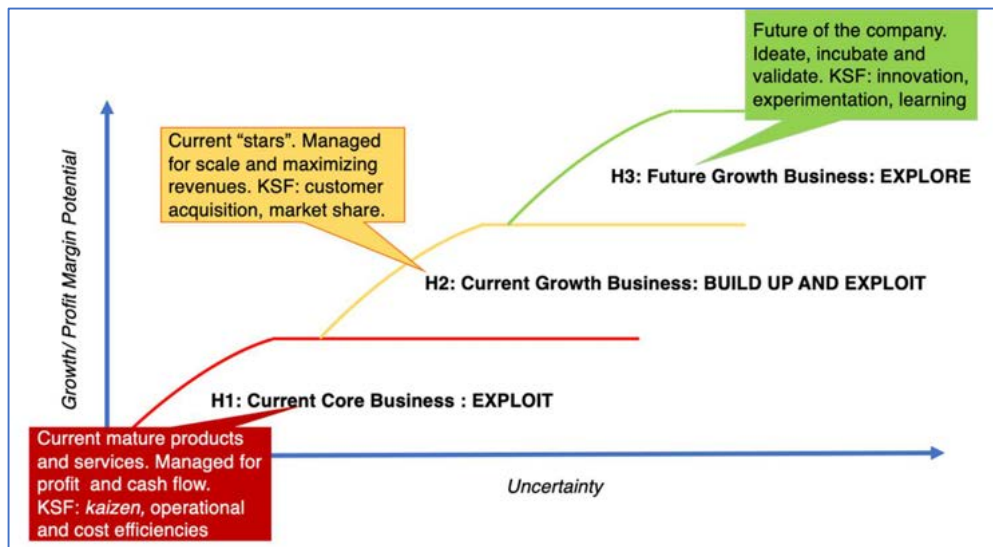 Future of the company.
Ideate, incubate and
validate. KSF: innovation,
experimentation, learning
Current “stars”. Managed
for scale and maximizing
revenues. KSF: customer
acquisition, market share.
H3: Future Growth Business: EXPLORE
H2: Current Growth Business: BUILD UP AND EXPLOIT
Growth/ Profit Margin Potential
H1: Current Core Business : EXPLOIT
Current mature products
and services. Managed for
profit and cash flow.
KSF: kaizen, operational
and cost efficiencies
Uncertainty